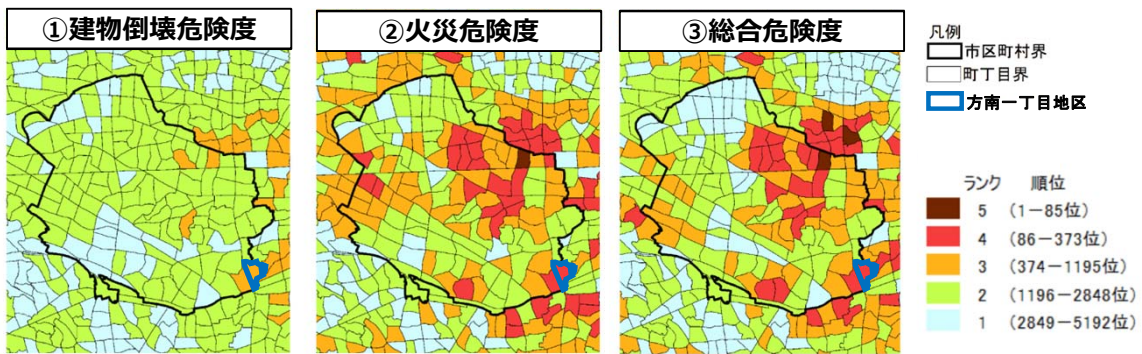 ①建物倒壊危険度
②火災危険度
③総合危険度
凡例
市区町村界
町丁目界
方南一丁目地区
ランク 順位
5 (1－85位)
4 (86－373位)
3 (374－1195位)
2 (1196－2848位)
1 (2849－5192位)